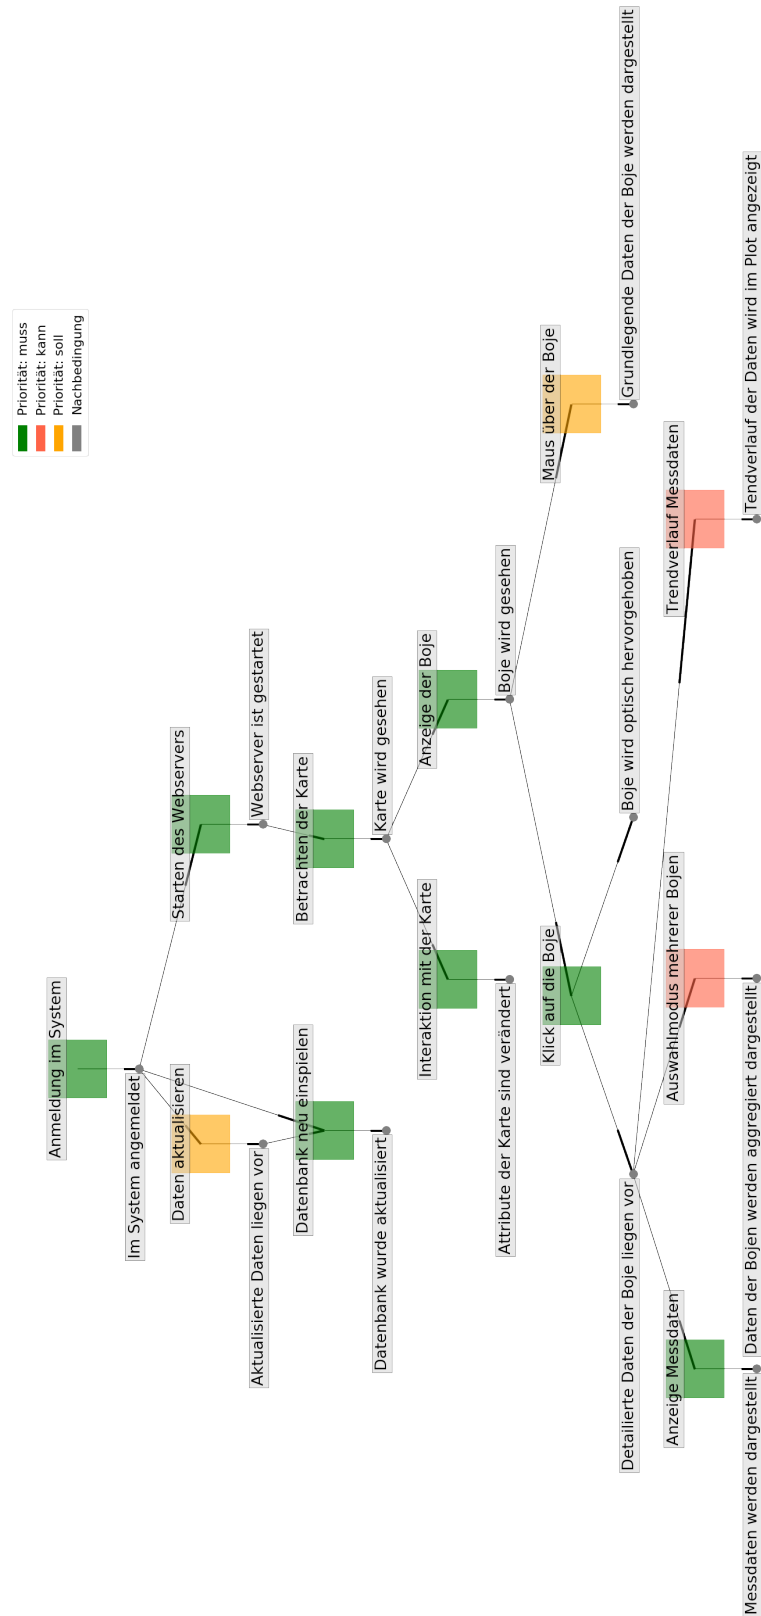 Priorität: muss
Priorität: kann
Priorität: soll
Nachbedingung
Anmeldung im System
Im System angemeldet
Starten des Webservers
Daten aktualisieren
Webserver ist gestartet
Aktualisierte Daten liegen vor
Betrachten der Karte
Datenbank neu einspielen
Karte wird gesehen
Datenbank wurde aktualisiert
Anzeige der Boje
Interaktion mit der Karte
Boje wird gesehen
Attribute der Karte sind verändert
Maus über der Boje
Klick auf die Boje
Grundlegende Daten der Boje werden dargestellt
Boje wird optisch hervorgehoben
Detailierte Daten der Boje liegen vor
Trendverlauf Messdaten
Auswahlmodus mehrerer Bojen
Anzeige Messdaten
Tendverlauf der Daten wird im Plot angezeigt
Daten der Bojen werden aggregiert dargestellt
Messdaten werden dargestellt